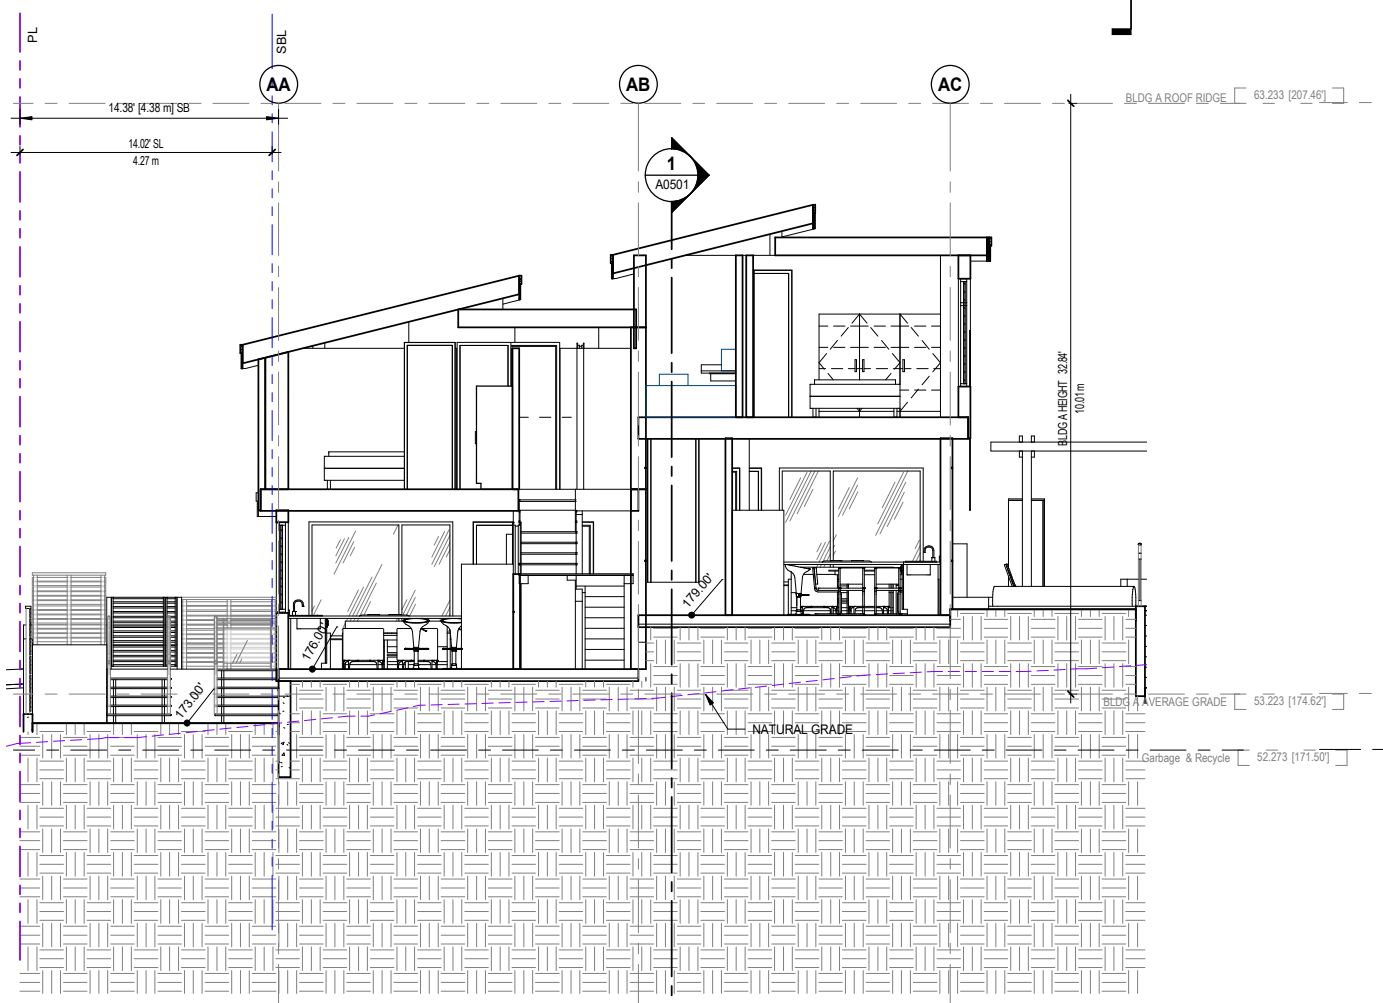 PL
SBL
AA
AB
AC
BLDG A ROOF RIDGE 63.233 [207.46']
14.38' [4.38 m] SB
14.02' SL
4.27 m
1
A0501
BLDG A HEIGHT 32.84'
10.01m
179.00'
176.00'
173.00'
BLDG A AVERAGE GRADE 53.223 [174.62']
NATURAL GRADE
Garbage & Recycle 52.273 [171.50']